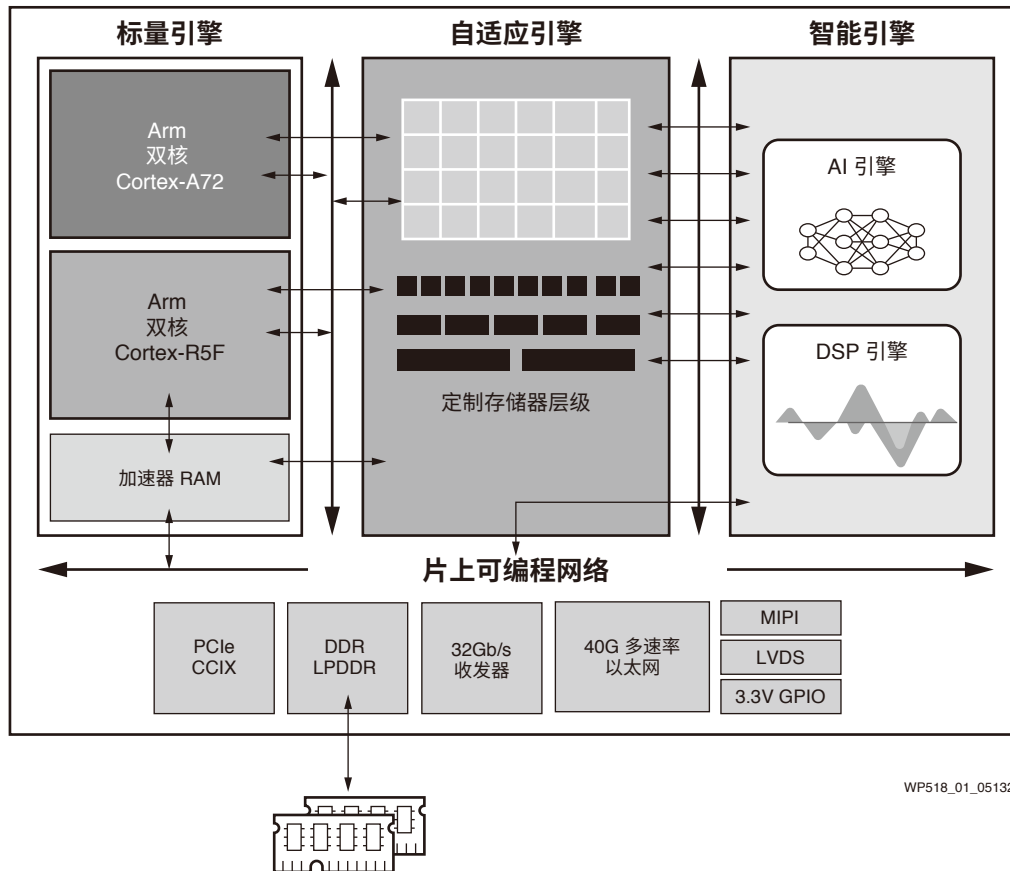 标量引擎
自适应引擎
智能引擎
Arm
双核
Cortex-A72
Arm
双核
Cortex-R5F
加速器 RAM
定制存储器层级
AI 引擎
DSP 引擎
片上可编程网络
PCIe
CCIX
DDR
LPDDR
32Gb/s
收发器
40G 多速率
以太网
MIPI
LVDS
3.3V GPIO
WP518_01_05132